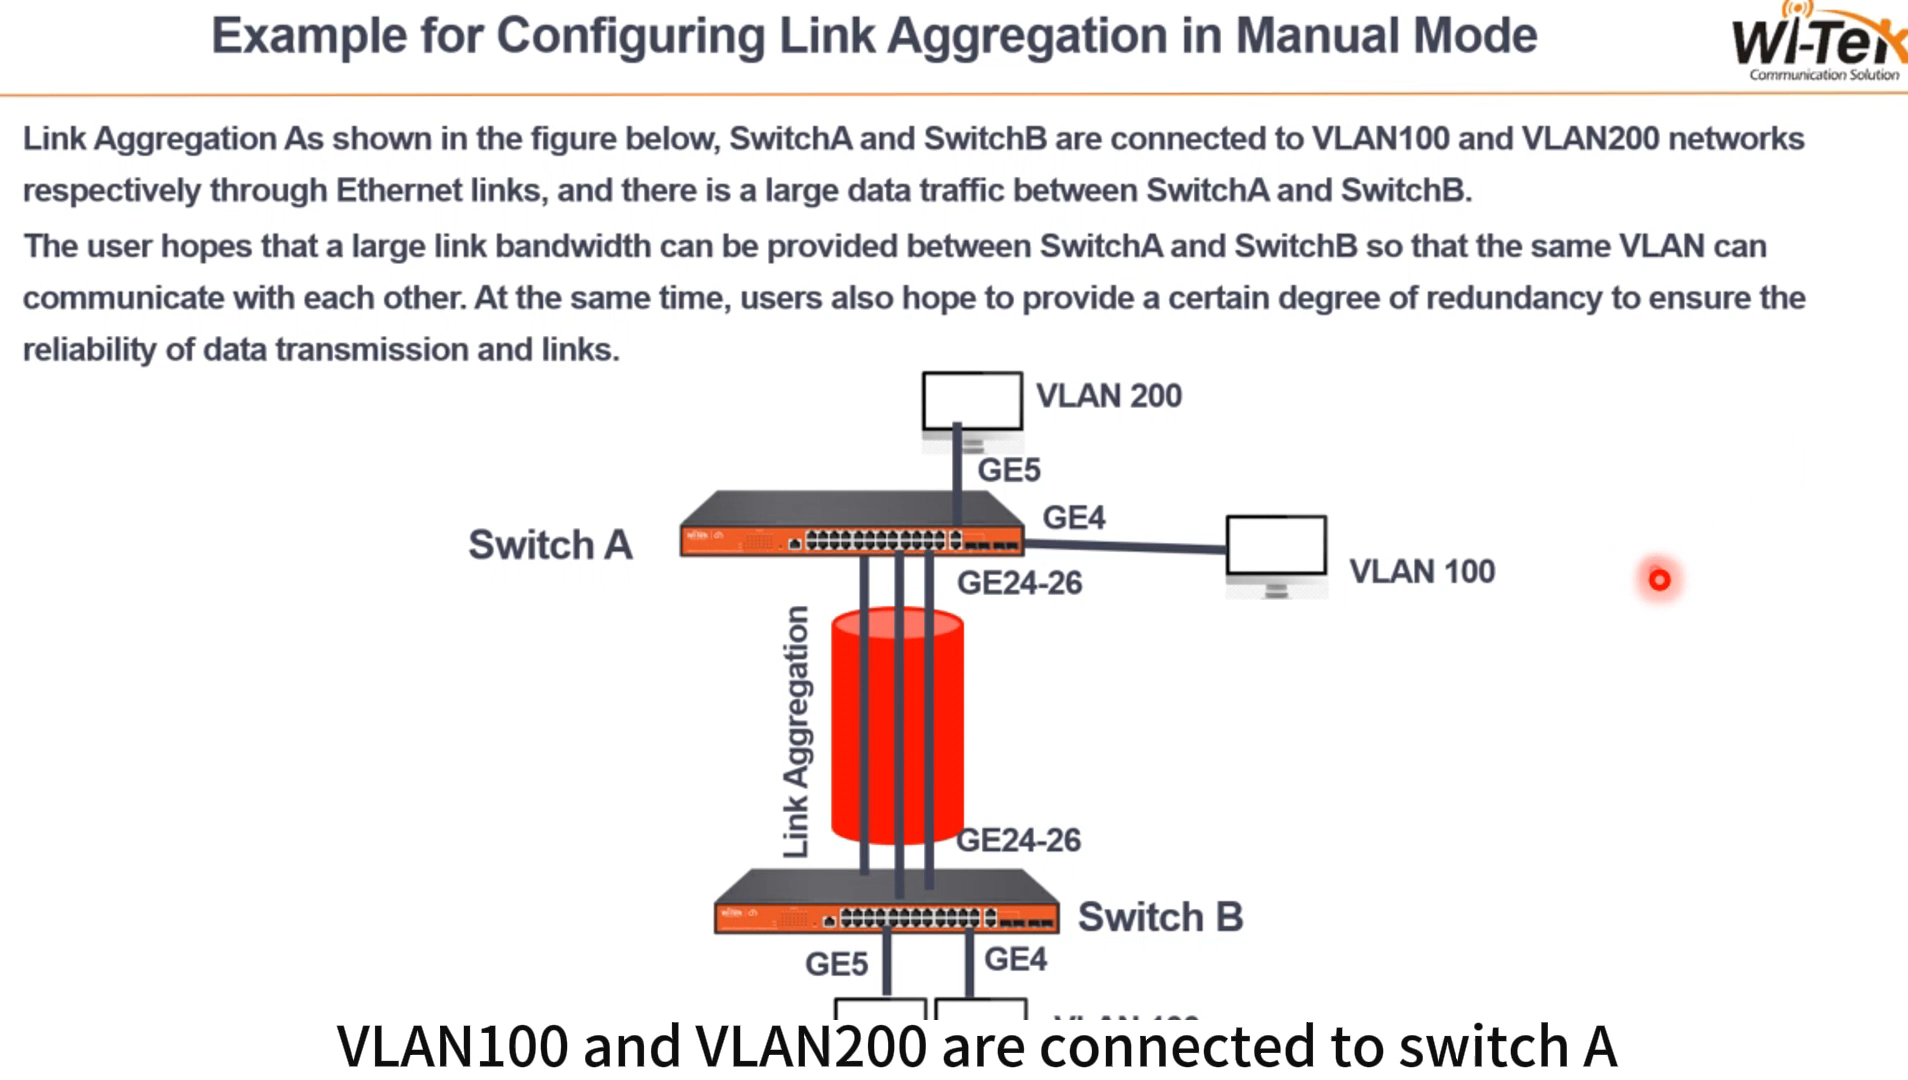 Example for Configuring Link Aggregation in Manual Mode
Wi-Tek
Communication Solution
Link Aggregation As shown in the figure below, SwitchA and SwitchB are connected to VLAN100 and VLAN200 networks
respectively through Ethernet links, and there is a large data traffic between SwitchA and SwitchB.
The user hopes that a large link bandwidth can be provided between SwitchA and SwitchB so that the same VLAN can
communicate with each other. At the same time, users also hope to provide a certain degree of redundancy to ensure the
reliability of data transmission and links.
VLAN 200
GE5
GE4
Switch A
VLAN 100
GE24-26
Link Aggregation
GE24-26
Switch B
GE5
GE4
VLAN100 and VLAN200 are connected to switch A